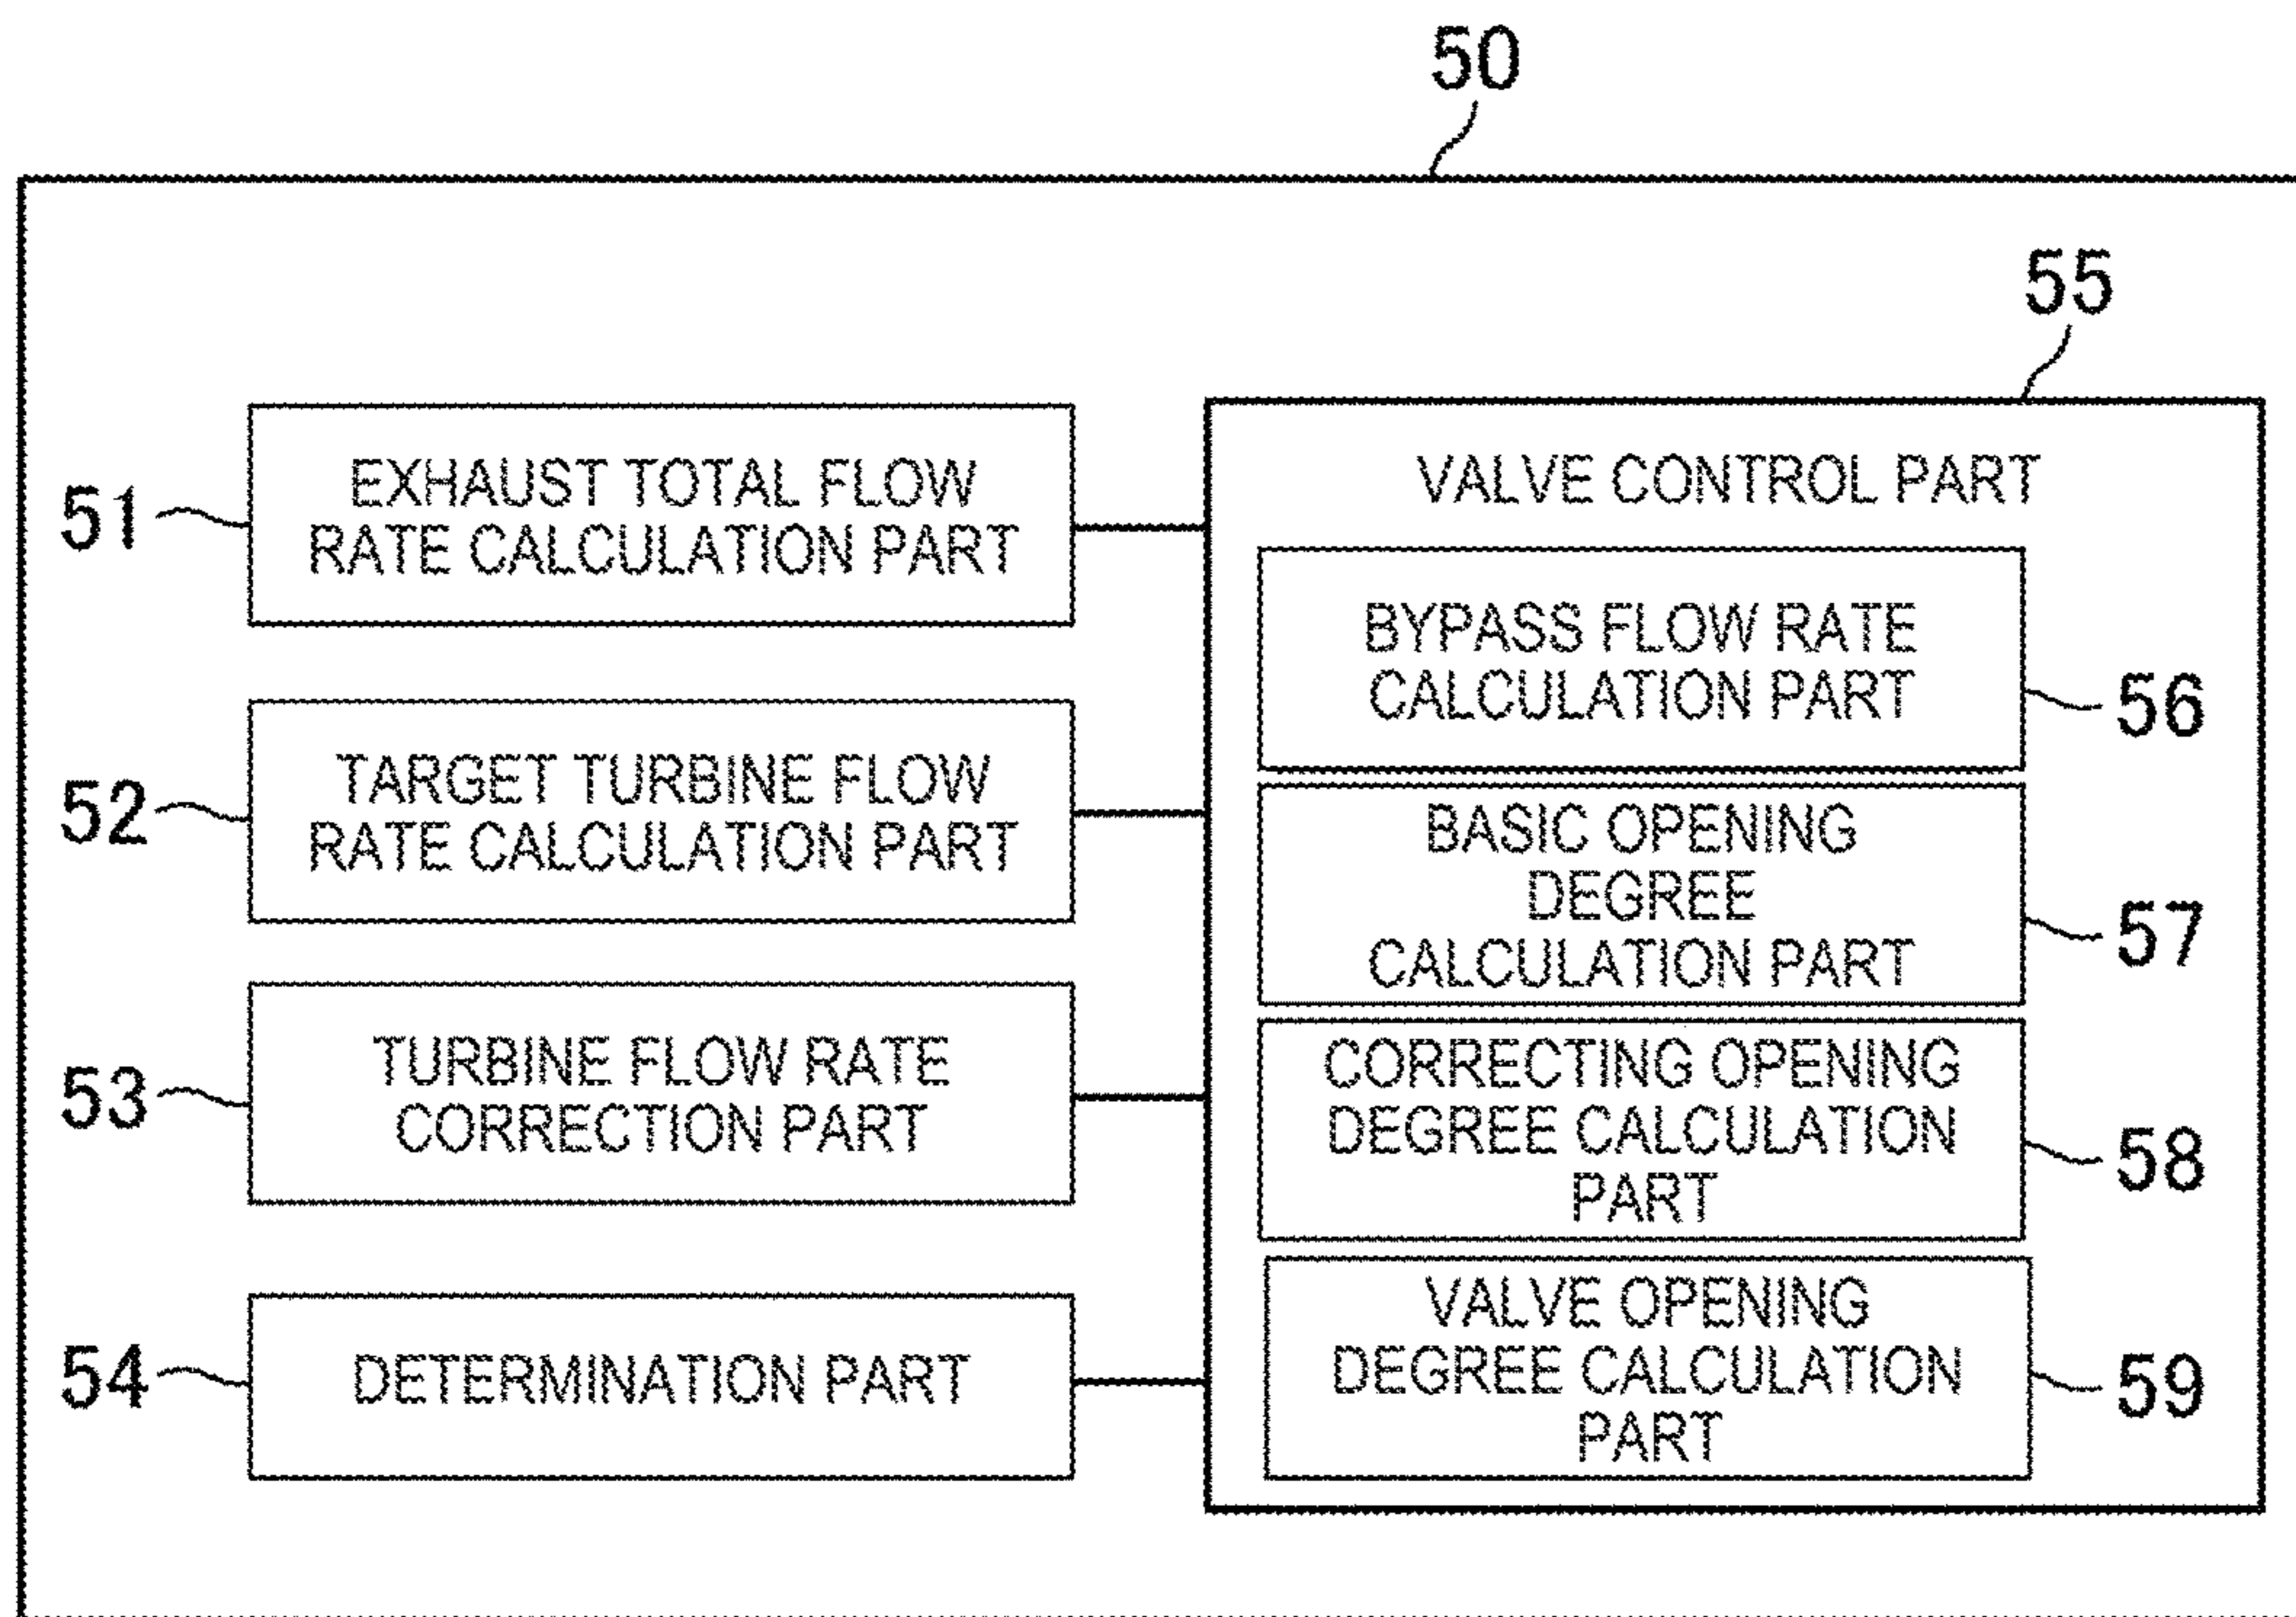 50
55
51
EXHAUST TOTAL FLOW
RATE CALCULATION PART
52
TARGET TURBINE FLOW
RATE CALCULATION PART
53
TURBINE FLOW RATE
CORRECTION PART
54
DETERMINATION PART
VALVE CONTROL PART
BYPASS FLOW RATE
CALCULATION PART
56
BASIC OPENING
DEGREE
CALCULATION PART
57
CORRECTING OPENING
DEGREE CALCULATION
PART
58
VALVE OPENING
DEGREE CALCULATION
PART
59